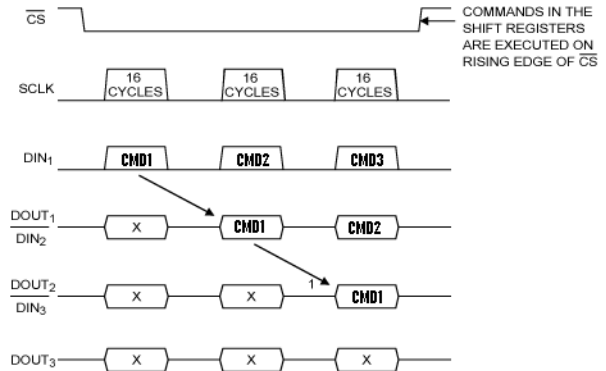 CS
COMMANDS IN THE
SHIFT REGISTERS
ARE EXECUTED ON
RISING EDGE OF CS
SCLK
16
CYCLES
16
CYCLES
16
CYCLES
DIN1
CMD1
CMD2
CMD3
DOUT1
DIN2
X
CMD1
CMD2
DOUT2
DIN3
X
X
1
CMD1
DOUT3
X
X
X